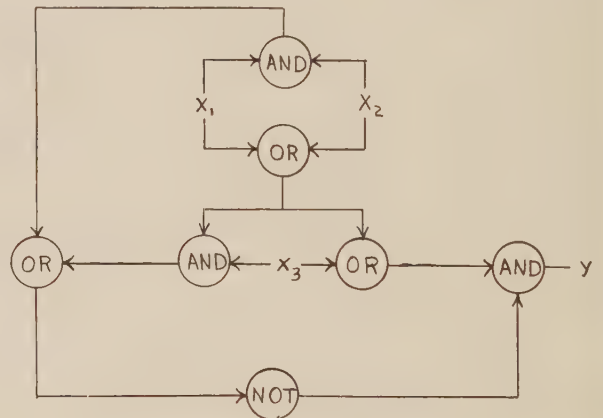 AND
X₁ X₂
OR
OR AND X₃ OR AND Y
NOT